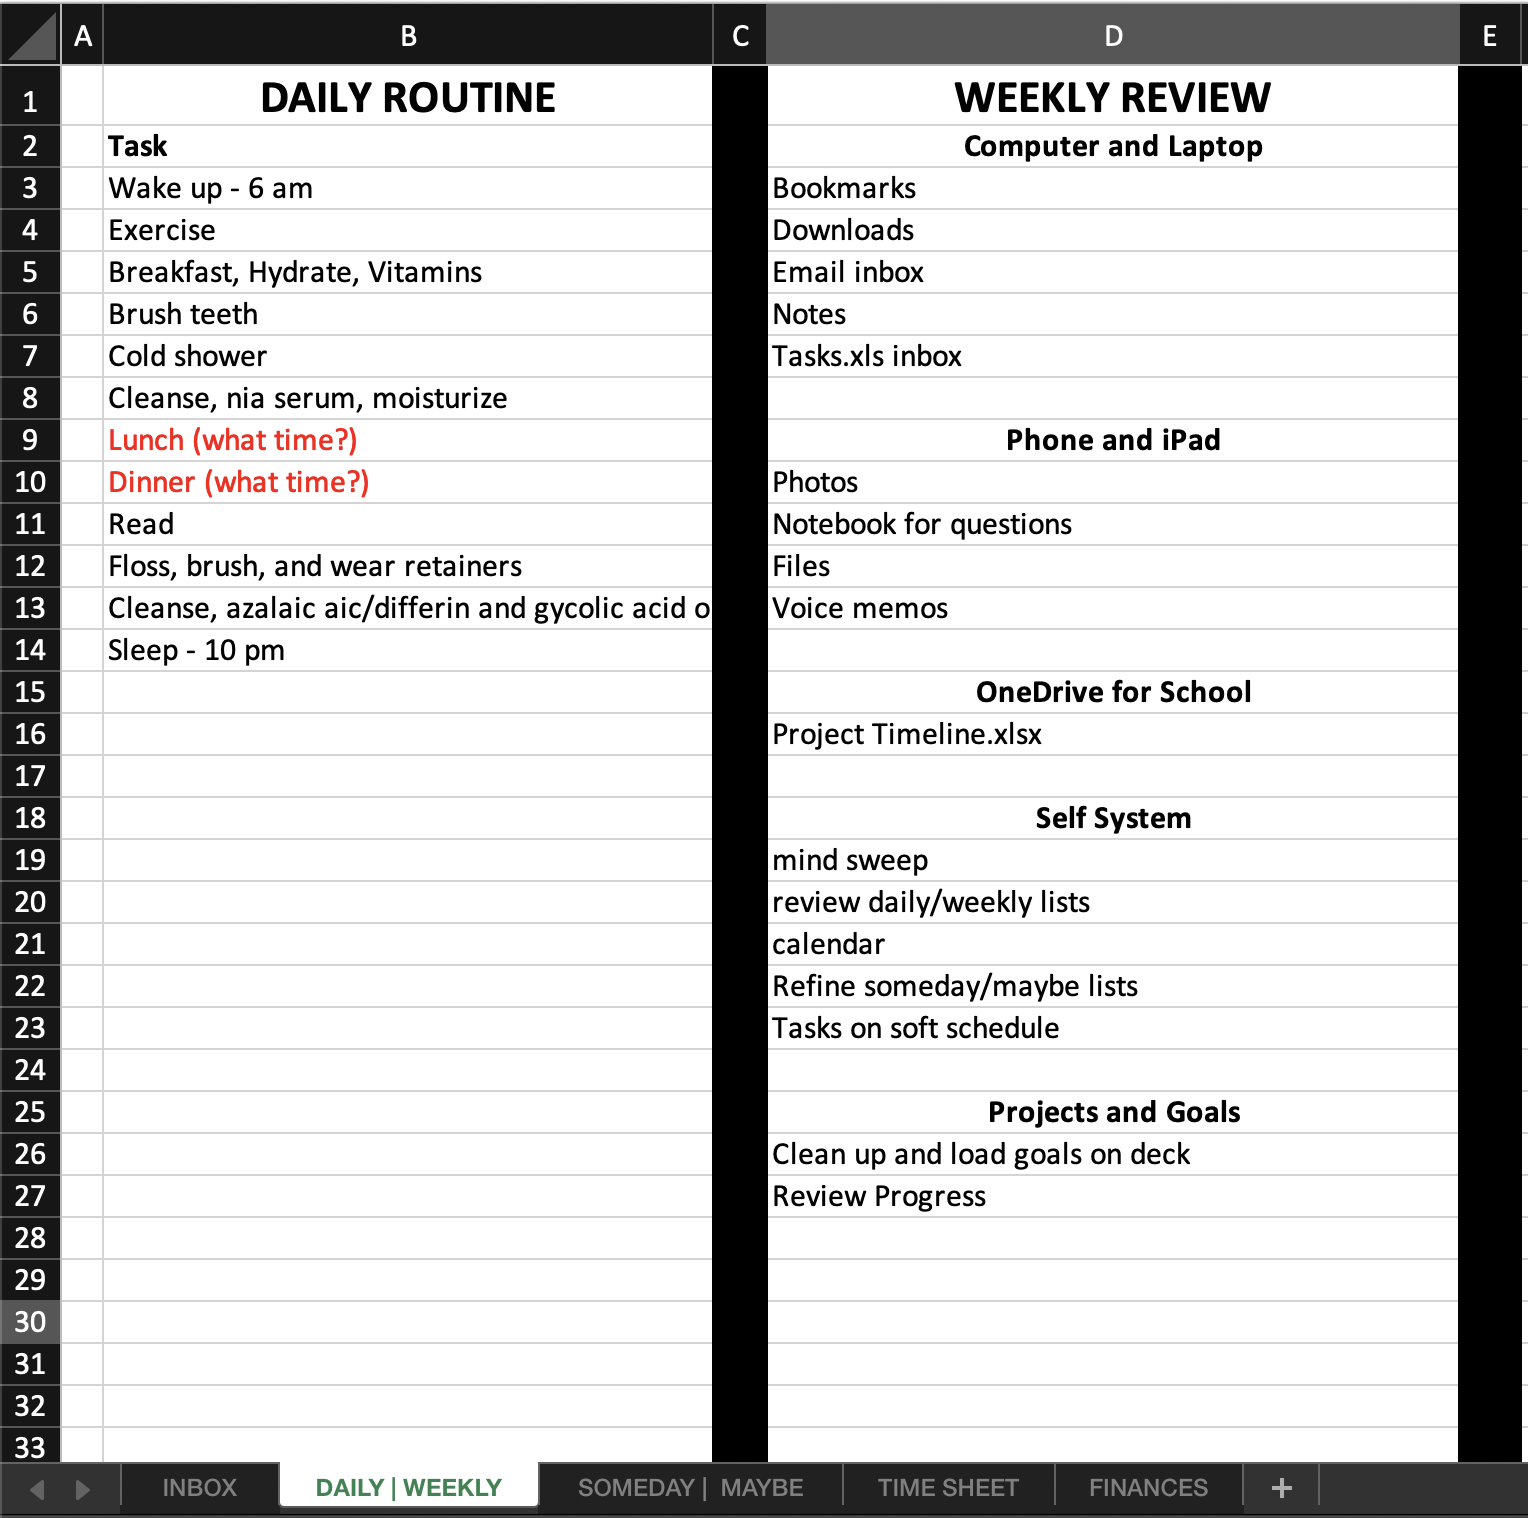 A B C D E
1 DAILY ROUTINE WEEKLY REVIEW
2 Task Computer and Laptop
3 Wake up - 6 am Bookmarks
4 Exercise Downloads
5 Breakfast, Hydrate, Vitamins Email inbox
6 Brush teeth Notes
7 Cold shower Tasks.xls inbox
8 Cleanse, nia serum, moisturize
9 Lunch (what time?) Phone and iPad
10 Dinner (what time?) Photos
11 Read Notebook for questions
12 Floss, brush, and wear retainers Files
13 Cleanse, azalaic aic/differin and gycolic acid o Voice memos
14 Sleep - 10 pm
15 OneDrive for School
16 Project Timeline.xlsx
17
18 Self System
19 mind sweep
20 review daily/weekly lists
21 calendar
22 Refine someday/maybe lists
23 Tasks on soft schedule
24
25 Projects and Goals
26 Clean up and load goals on deck
27 Review Progress
28
29
30
31
32
33
INBOX DAILY | WEEKLY SOMEDAY | MAYBE TIME SHEET FINANCES +